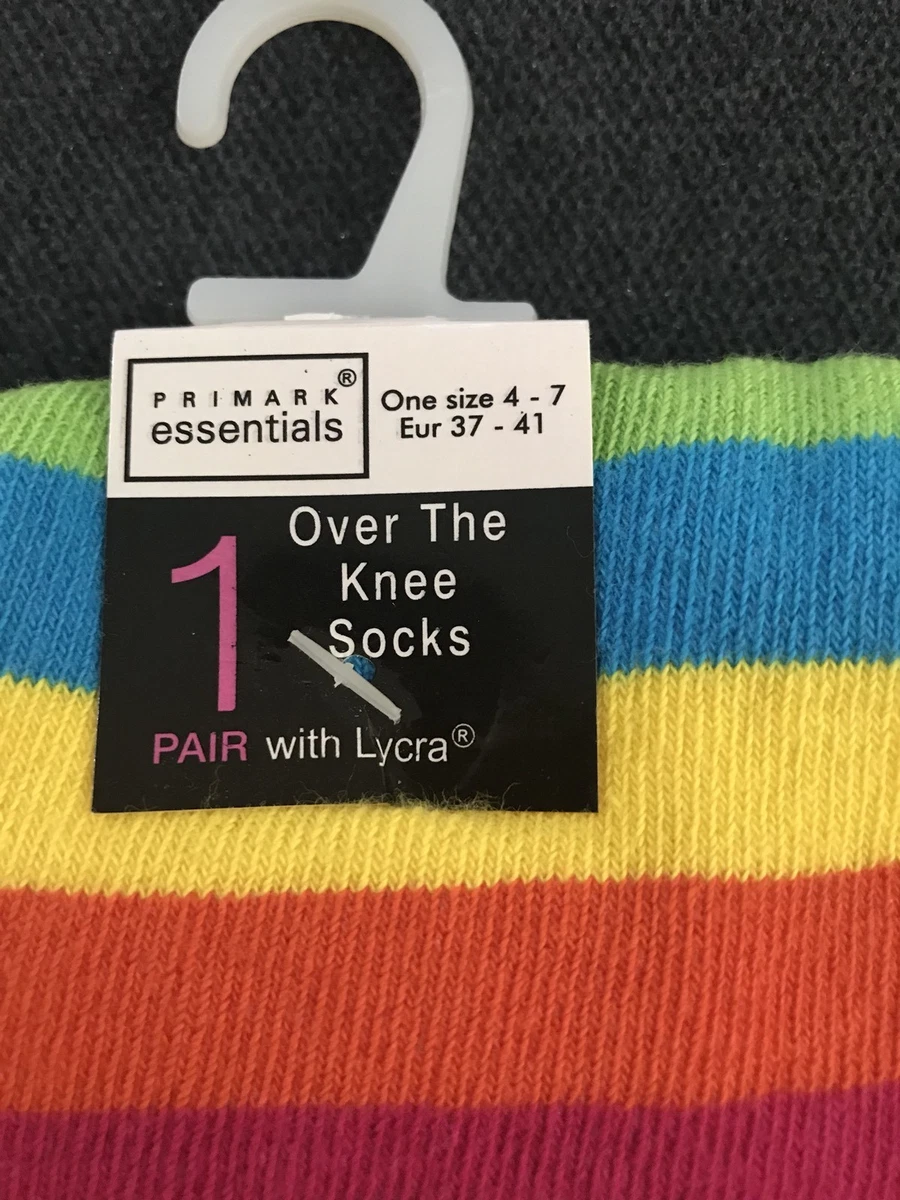 PRIMARK®
essentials
One size 4 - 7
Eur 37 - 41
1
Over The
Knee
Socks
PAIR with Lycra®